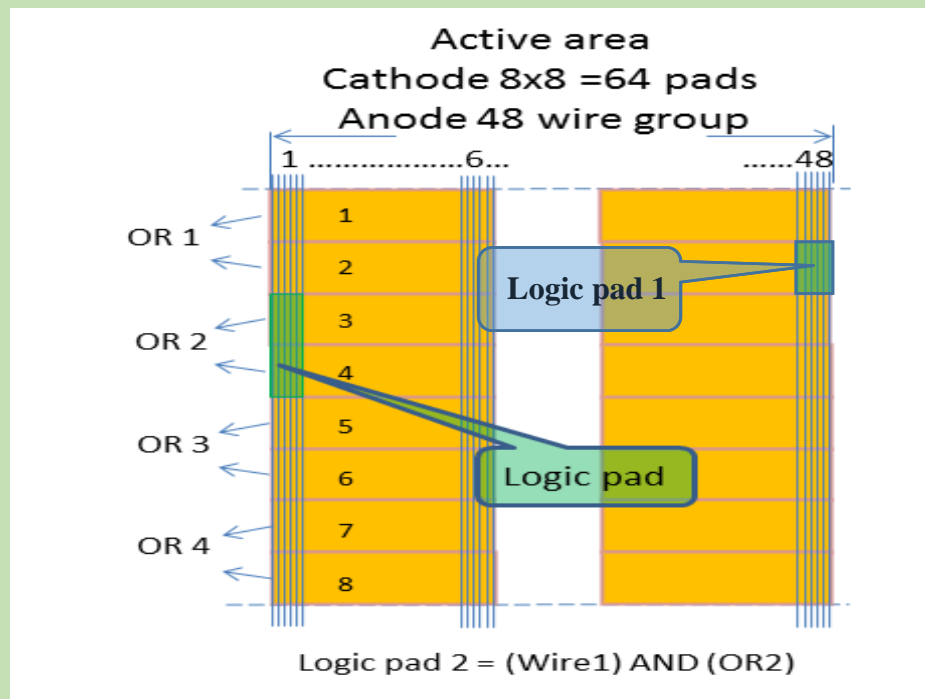 Active area
Cathode 8x8 =64 pads
Anode 48 wire group
1 ………………6… ……48
1
OR 1
2
Logic pad 1
3
OR 2
4
5
OR 3
6
Logic pad
7
OR 4
8
Logic pad 2 = (Wire1) AND (OR2)